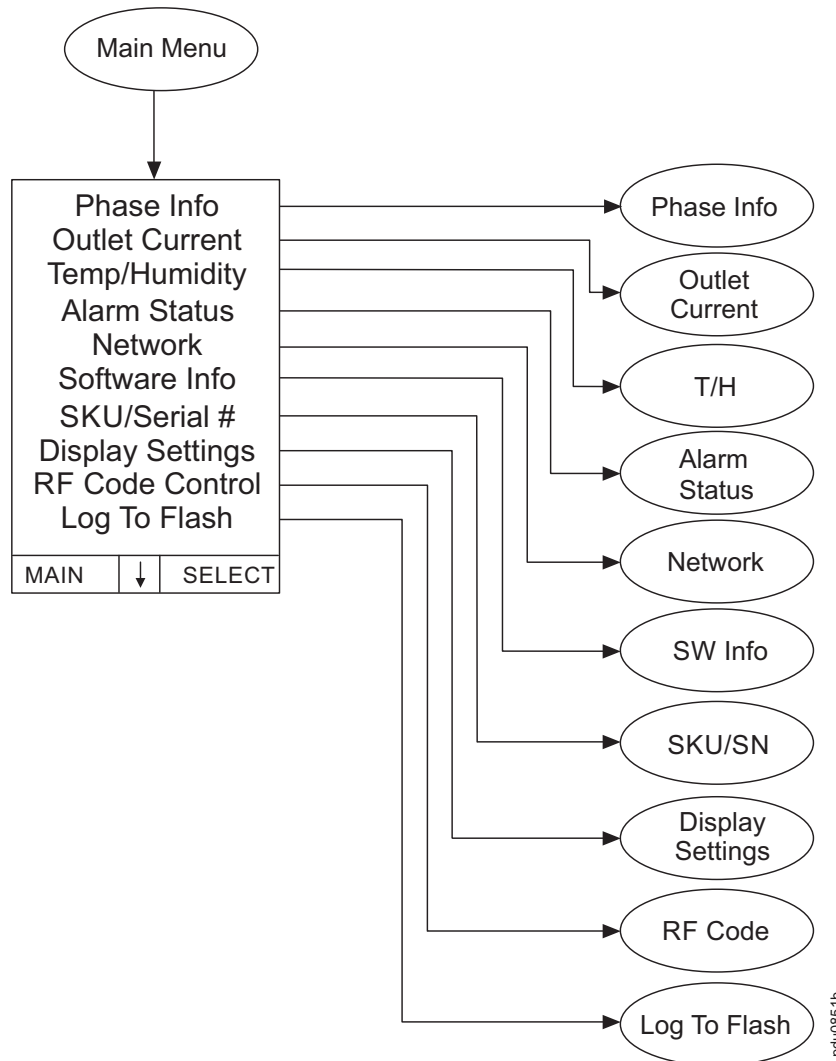 Main Menu
Phase Info
Outlet Current
Temp/Humidity
Alarm Status
Network
Software Info
SKU/Serial #
Display Settings
RF Code Control
Log To Flash
MAIN ↓ SELECT
Phase Info
Outlet
Current
T/H
Alarm
Status
Network
SW Info
SKU/SN
Display
Settings
RF Code
Log To Flash
pdu0851b